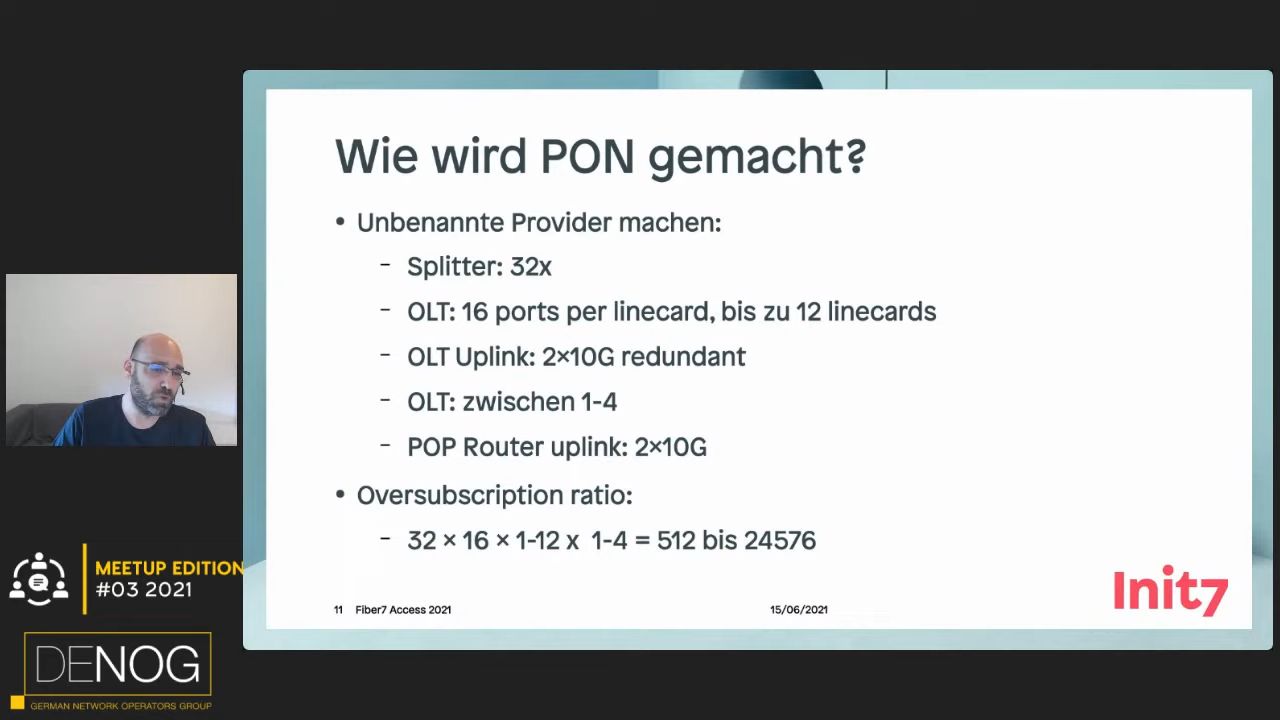 Wie wird PON gemacht?
• Unbenannte Provider machen:
- Splitter: 32x
- OLT: 16 ports per linecard, bis zu 12 linecards
- OLT Uplink: 2×10G redundant
- OLT: zwischen 1-4
- POP Router uplink: 2×10G
• Oversubscription ratio:
- 32 × 16 × 1-12 x 1-4 = 512 bis 24576
11 Fiber7 Access 2021
15/06/2021
Init7
MEETUP EDITION
#03 2021
DENOG
GERMAN NETWORK OPERATORS GROUP